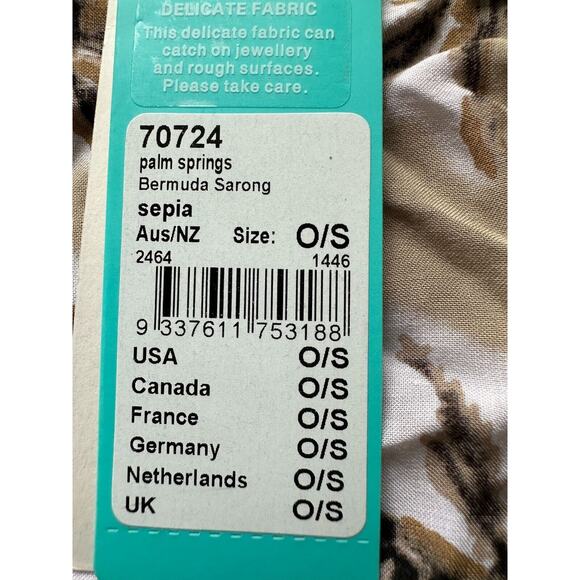 DELICATE FABRIC
This delicate fabric can
catch on jewellery
and rough surfaces.
Please take care.
70724
palm springs
Bermuda Sarong
sepia
Aus/NZ Size: O/S
2464 1446
9 337611 753188
USA O/S
Canada O/S
France O/S
Germany O/S
Netherlands O/S
UK O/S